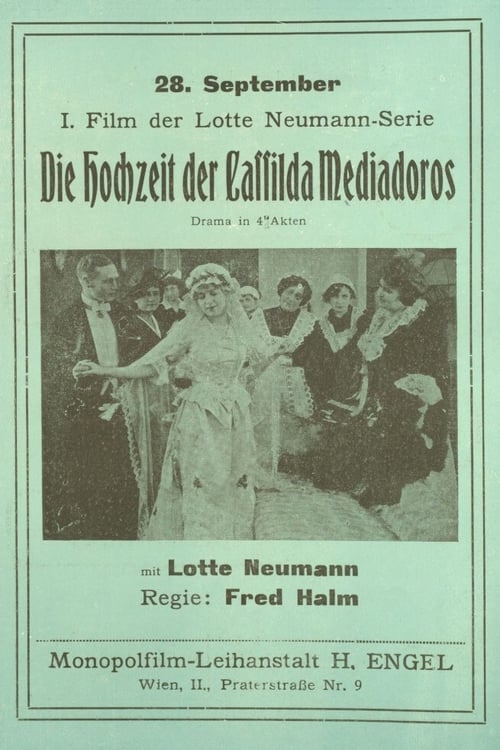 28. September
I. Film der Lotte Neumann-Serie
Die Hochzeit der Cassilda Mediadoros
Drama in 4 Akten
mit Lotte Neumann
Regie: Fred Halm
Monopolfilm-Leihanstalt H. ENGEL
Wien, II., Praterstraße Nr. 9